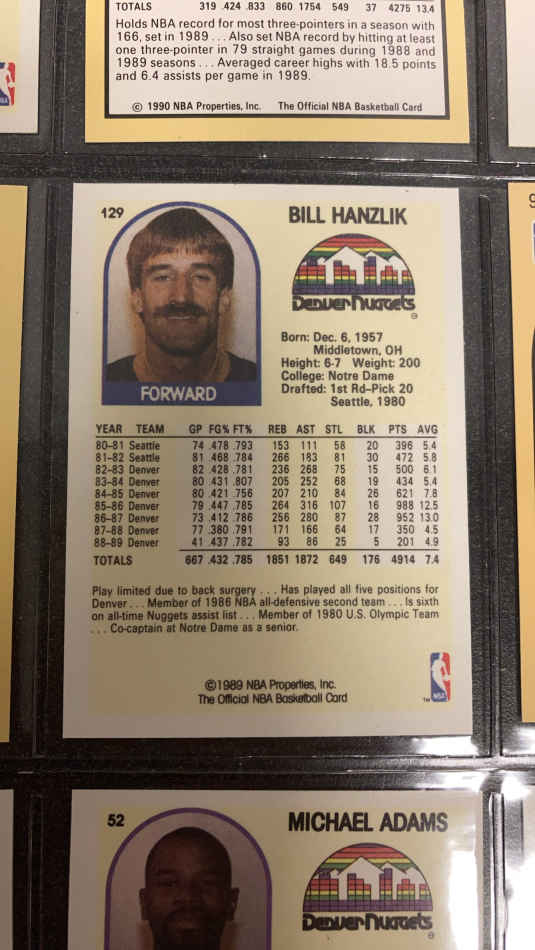 TOTALS 319 .424 .833 860 1754 549 37 4275 13.4
Holds NBA record for most three-pointers in a season with
166, set in 1989 . . . Also set NBA record by hitting at least
one three-pointer in 79 straight games during 1988 and
1989 seasons . . . Averaged career highs with 18.5 points
and 6.4 assists per game in 1989.
© 1990 NBA Properties, Inc. The Official NBA Basketball Card
129
BILL HANZLIK
Denver Nuggets
Born: Dec. 6, 1957
Middletown, OH
Height: 6-7 Weight: 200
College: Notre Dame
Drafted: 1st Rd–Pick 20
Seattle, 1980
FORWARD
YEAR TEAM GP FG% FT% REB AST STL BLK PTS AVG
80–81 Seattle 74 .478 .793 153 111 58 20 396 5.4
81–82 Seattle 81 .468 .784 266 183 81 30 472 5.8
82–83 Denver 82 .428 .781 236 268 75 15 500 6.1
83–84 Denver 80 .431 .807 205 252 68 19 434 5.4
84–85 Denver 80 .421 .756 207 210 84 26 621 7.8
85–86 Denver 79 .447 .785 264 316 107 16 988 12.5
86–87 Denver 73 .412 .786 256 280 87 28 952 13.0
87–88 Denver 77 .380 .791 171 166 64 17 350 4.5
88–89 Denver 41 .437 .782 93 86 25 5 201 4.9
TOTALS 667 .432 .785 1851 1872 649 176 4914 7.4
Play limited due to back surgery . . . Has played all five positions for
Denver . . . Member of 1986 NBA all-defensive second team . . . Is sixth
on all-time Nuggets assist list . . . Member of 1980 U.S. Olympic Team
. . . Co-captain at Notre Dame as a senior.
©1989 NBA Properties, Inc.
The Official NBA Basketball Card
NBA
52
MICHAEL ADAMS
Denver Nuggets